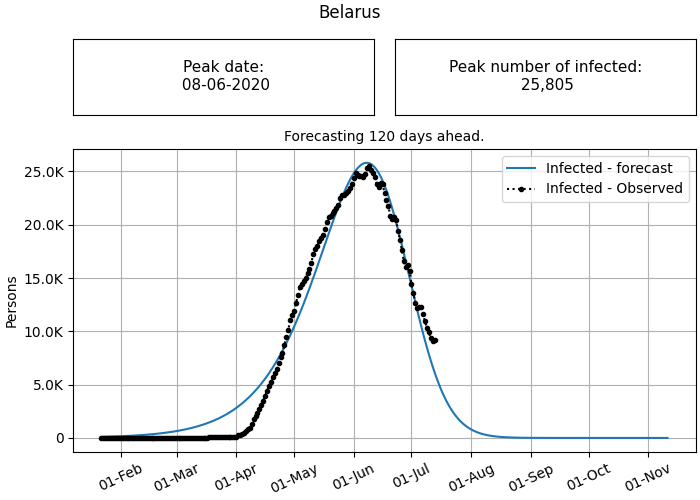 Belarus
Peak date:
08-06-2020
Peak number of infected:
25,805
Forecasting 120 days ahead.
Infected - forecast
Infected - Observed
Persons
25.0K
20.0K
15.0K
10.0K
5.0K
0
01-Feb
01-Mar
01-Apr
01-May
01-Jun
01-Jul
01-Aug
01-Sep
01-Oct
01-Nov